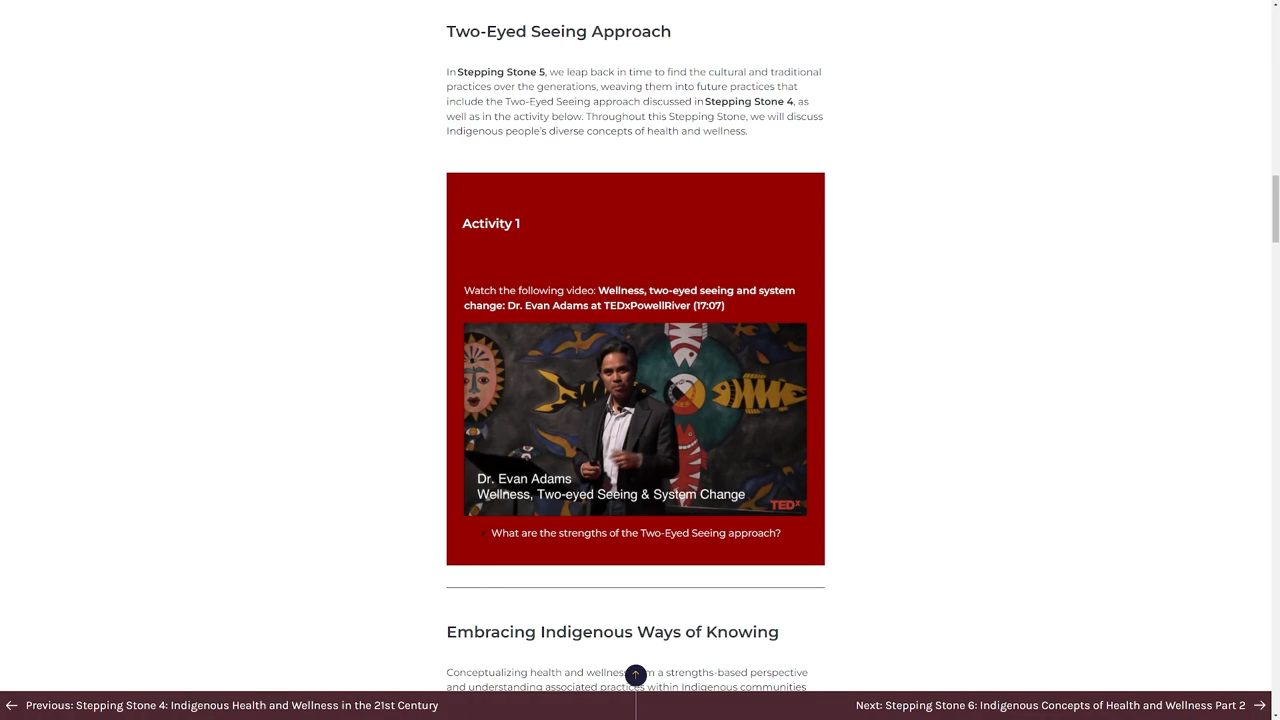 Two-Eyed Seeing Approach
In Stepping Stone 5, we leap back in time to find the cultural and traditional
practices over the generations, weaving them into future practices that
include the Two-Eyed Seeing approach discussed in Stepping Stone 4, as
well as in the activity below. Throughout this Stepping Stone, we will discuss
Indigenous people's diverse concepts of health and wellness.
Activity 1
Watch the following video: Wellness, two-eyed seeing and system
change: Dr. Evan Adams at TEDxPowellRiver (17:07)
Dr. Evan Adams
Wellness, Two-eyed Seeing & System Change
TEDx
What are the strengths of the Two-Eyed Seeing approach?
Embracing Indigenous Ways of Knowing
Conceptualizing health and wellness m a strengths-based perspective
and understanding associated practices within Indigenous communities
Previous: Stepping Stone 4: Indigenous Health and Wellness in the 21st Century
Next: Stepping Stone 6: Indigenous Concepts of Health and Wellness Part 2